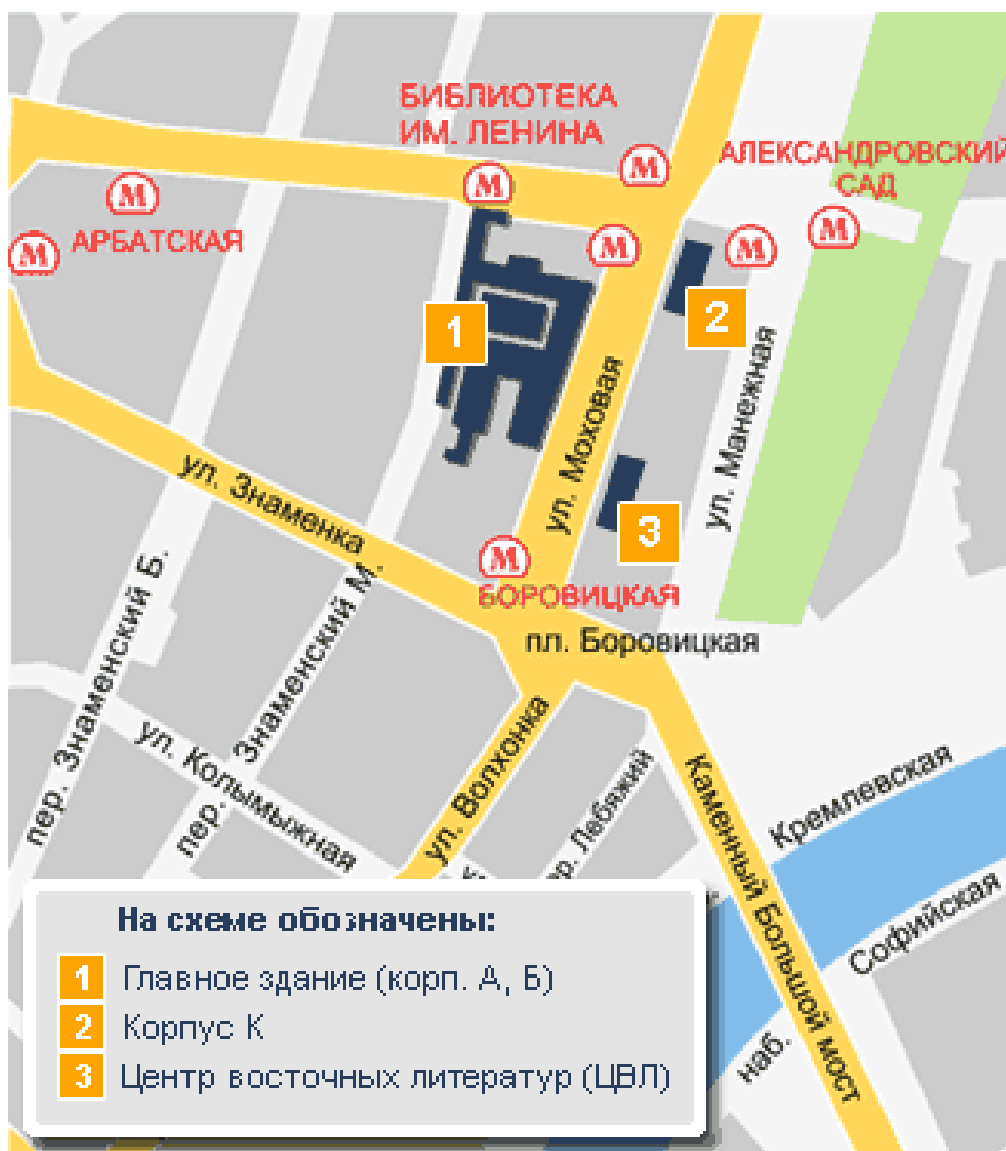 БИБЛИОТЕКА
ИМ. ЛЕНИНА
М
М
АЛЕКСАНДРОВСКИЙ
САД
М
М
М
М
АРБАТСКАЯ
М
1
2
ул. Моховая
ул. Манежная
3
ул. Знаменка
М
БОРОВИЦКАЯ
пл. Боровицкая
пер. Знаменский Б.
пер. Знаменский М.
ул. Колымыжная
ул. Волхонка
Лебяжий
Каменный Большой мост
Кремлевская
Софийская
наб.
На схеме обозначены:
1 Главное здание (корп. А, Б)
2 Корпус К
3 Центр восточных литератур (ЦВЛ)